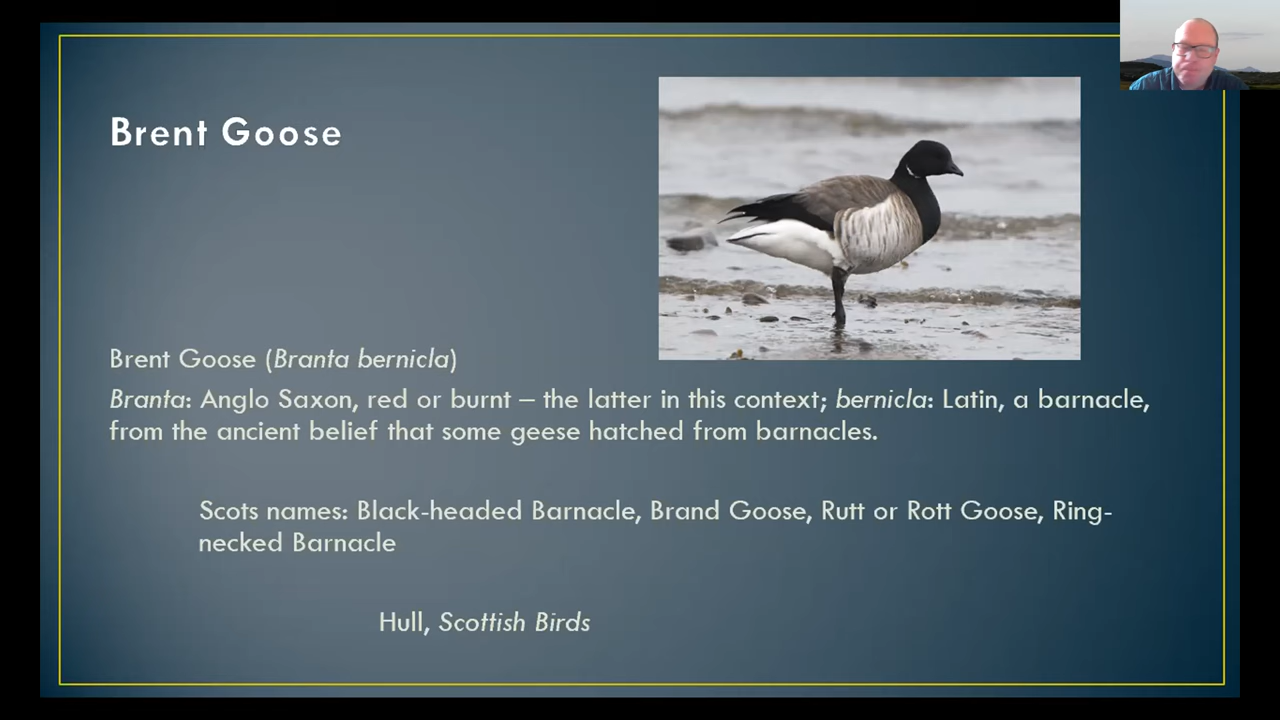 Brent Goose
Brent Goose (Branta bernicla)
Branta: Anglo Saxon, red or burnt – the latter in this context; bernicla: Latin, a barnacle,
from the ancient belief that some geese hatched from barnacles.
Scots names: Black-headed Barnacle, Brand Goose, Rutt or Rott Goose, Ring-
necked Barnacle
Hull, Scottish Birds